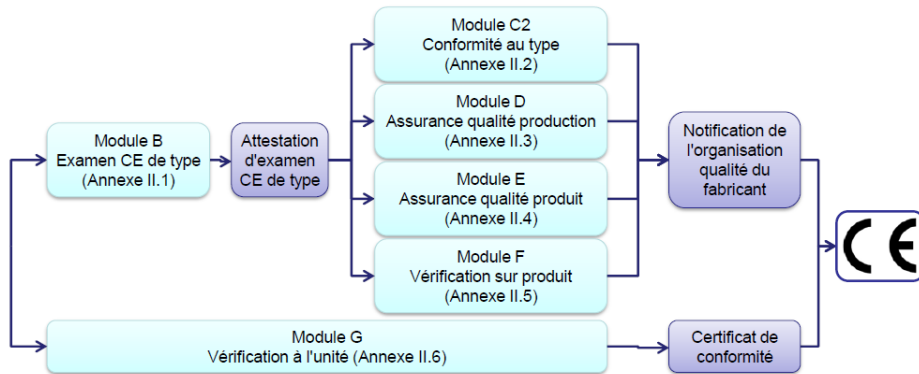 Module C2
Conformité au type
(Annexe II.2)
Module D
Assurance qualité production
(Annexe II.3)
Module B
Examen CE de type
(Annexe II.1)
Attestation
d'examen
CE de type
Notification de
l'organisation
qualité du
fabricant
Module E
Assurance qualité produit
(Annexe II.4)
Module F
Vérification sur produit
(Annexe II.5)
CE
Module G
Vérification à l'unité (Annexe II.6)
Certificat de
conformité